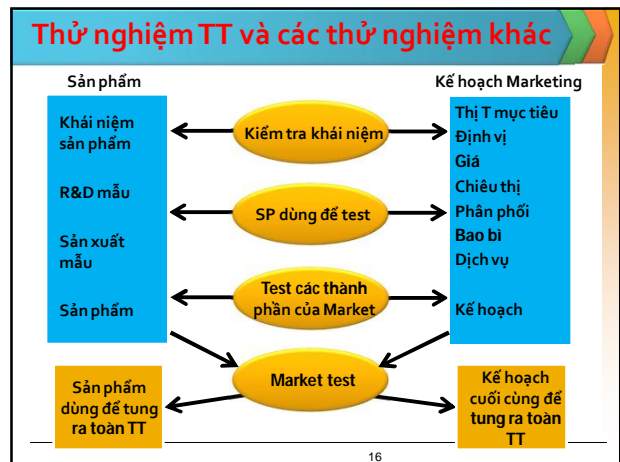 Thử nghiệm TT và các thử nghiệm khác
Sản phẩm
Kế hoạch Marketing
Khái niệm
sản phẩm
R&D mẫu
Sản xuất
mẫu
Sản phẩm
Kiểm tra khái niệm
SP dùng để test
Test các thành
phần của Market
Market test
Thị T mục tiêu
Định vị
Giá
Chiêu thị
Phân phối
Bao bì
Dịch vụ
Kế hoạch
Sản phẩm
dùng để tung
ra toàn TT
Kế hoạch
cuối cùng để
tung ra toàn
TT
16